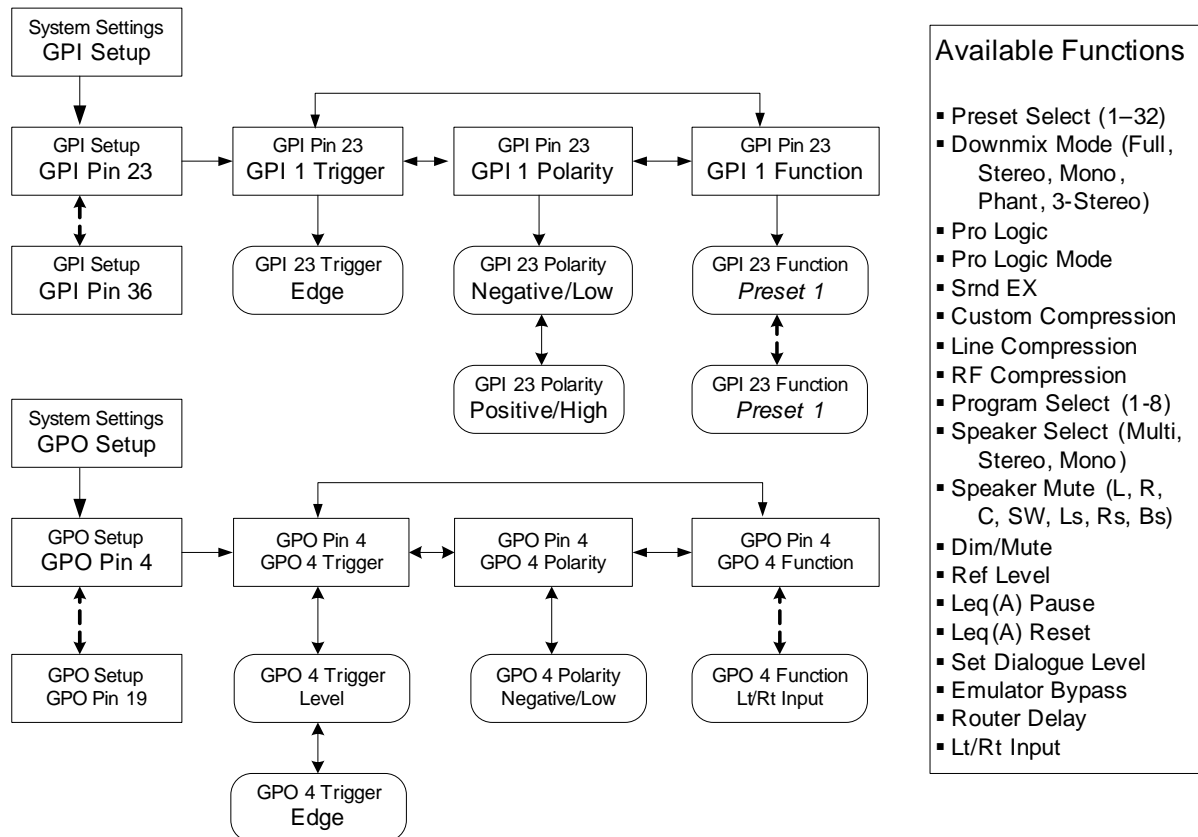 System Settings
GPI Setup
GPI Setup
GPI Pin 23
GPI Pin 23
GPI 1 Trigger
GPI Pin 23
GPI 1 Polarity
GPI Pin 23
GPI 1 Function
GPI Setup
GPI Pin 36
GPI 23 Trigger
Edge
GPI 23 Polarity
Negative/Low
GPI 23 Function
Preset 1
GPI 23 Polarity
Positive/High
GPI 23 Function
Preset 1
System Settings
GPO Setup
GPO Setup
GPO Pin 4
GPO Pin 4
GPO 4 Trigger
GPO Pin 4
GPO 4 Polarity
GPO Pin 4
GPO 4 Function
GPO Setup
GPO Pin 19
GPO 4 Trigger
Level
GPO 4 Polarity
Negative/Low
GPO 4 Function
Lt/Rt Input
GPO 4 Trigger
Edge
Available Functions
▪ Preset Select (1–32)
▪ Downmix Mode (Full,
Stereo, Mono,
Phant, 3-Stereo)
▪ Pro Logic
▪ Pro Logic Mode
▪ Srnd EX
▪ Custom Compression
▪ Line Compression
▪ RF Compression
▪ Program Select (1-8)
▪ Speaker Select (Multi,
Stereo, Mono)
▪ Speaker Mute (L, R,
C, SW, Ls, Rs, Bs)
▪ Dim/Mute
▪ Ref Level
▪ Leq(A) Pause
▪ Leq(A) Reset
▪ Set Dialogue Level
▪ Emulator Bypass
▪ Router Delay
▪ Lt/Rt Input